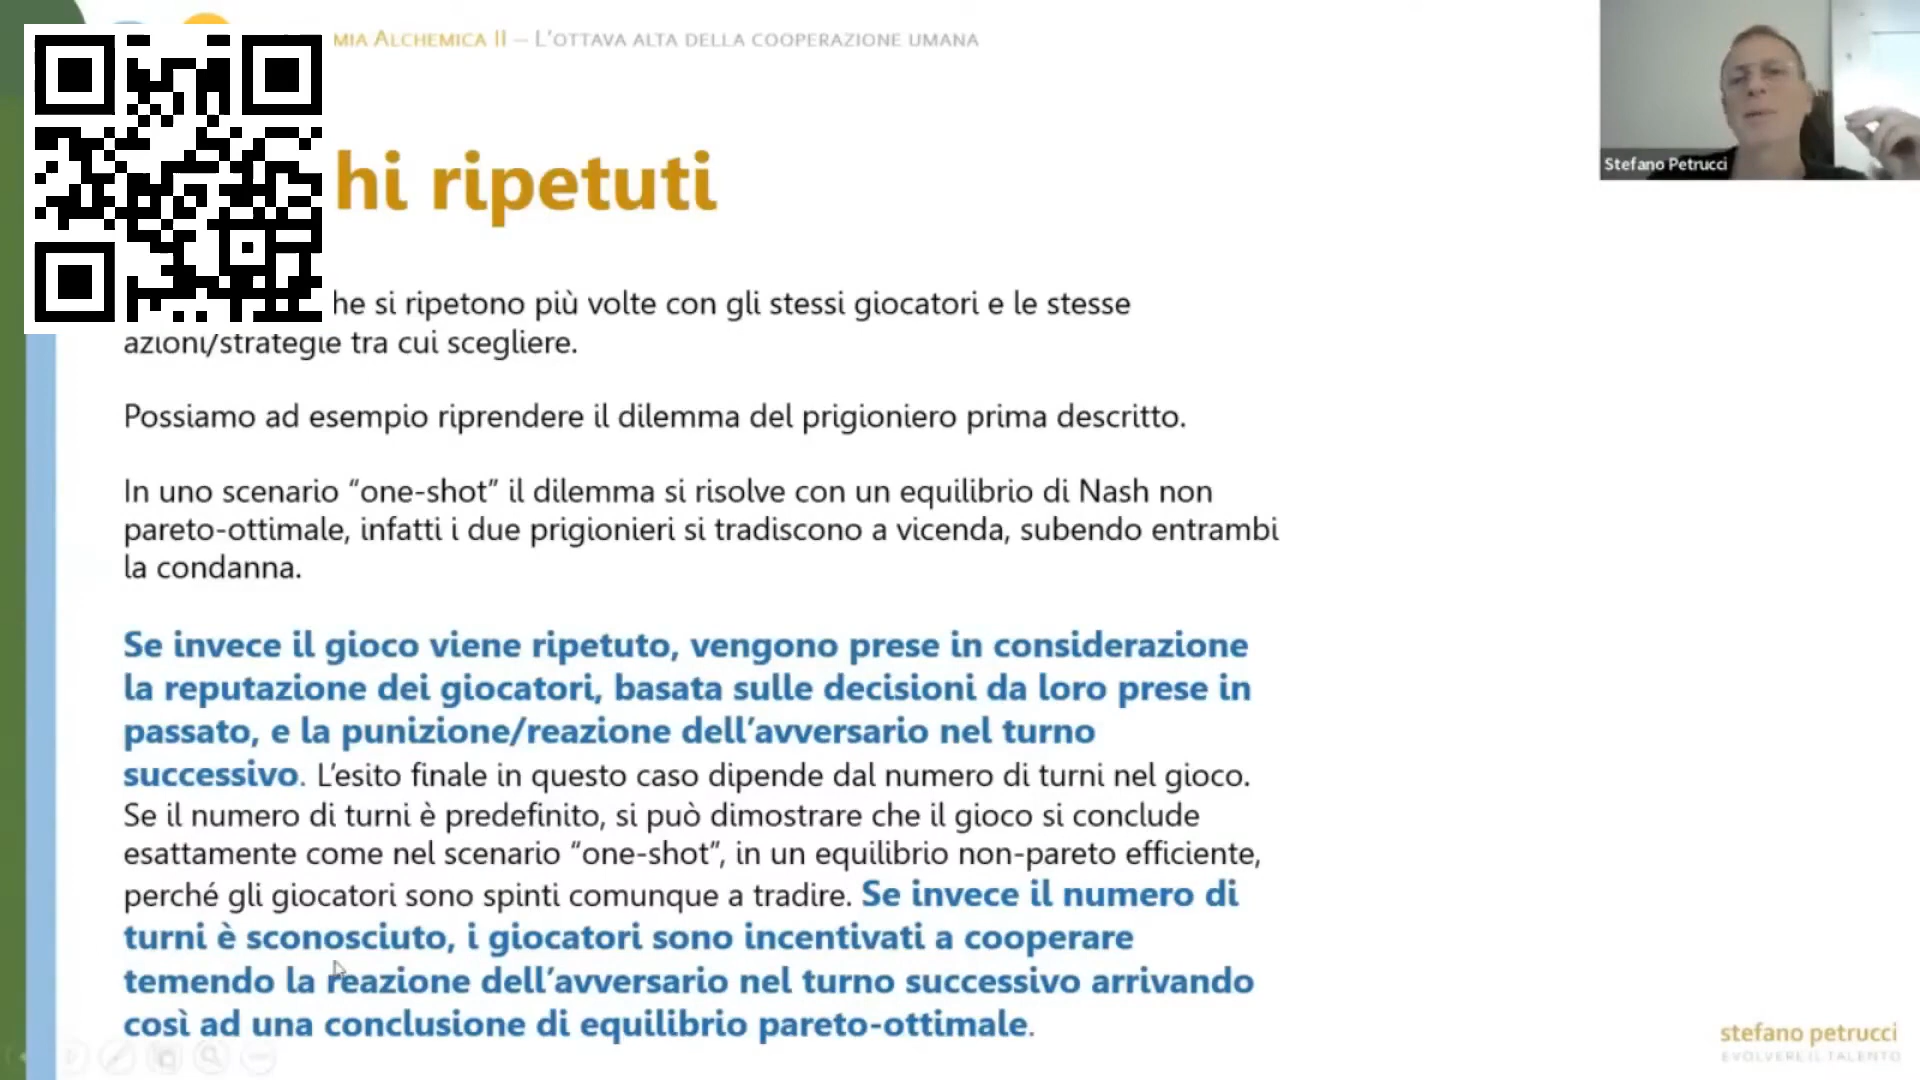 MIA ALCHEMICA II – L'OTTAVA ALTA DELLA COOPERAZIONE UMANA
Stefano Petrucci
hi ripetuti
he si ripetono più volte con gli stessi giocatori e le stesse
azioni/strategie tra cui scegliere.
Possiamo ad esempio riprendere il dilemma del prigioniero prima descritto.
In uno scenario “one-shot” il dilemma si risolve con un equilibrio di Nash non
pareto-ottimale, infatti i due prigionieri si tradiscono a vicenda, subendo entrambi
la condanna.
Se invece il gioco viene ripetuto, vengono prese in considerazione
la reputazione dei giocatori, basata sulle decisioni da loro prese in
passato, e la punizione/reazione dell’avversario nel turno
successivo. L’esito finale in questo caso dipende dal numero di turni nel gioco.
Se il numero di turni è predefinito, si può dimostrare che il gioco si conclude
esattamente come nel scenario “one-shot”, in un equilibrio non-pareto efficiente,
perché gli giocatori sono spinti comunque a tradire. Se invece il numero di
turni è sconosciuto, i giocatori sono incentivati a cooperare
temendo la reazione dell’avversario nel turno successivo arrivando
così ad una conclusione di equilibrio pareto-ottimale.
stefano petrucci
EVOLVERE IL TALENTO